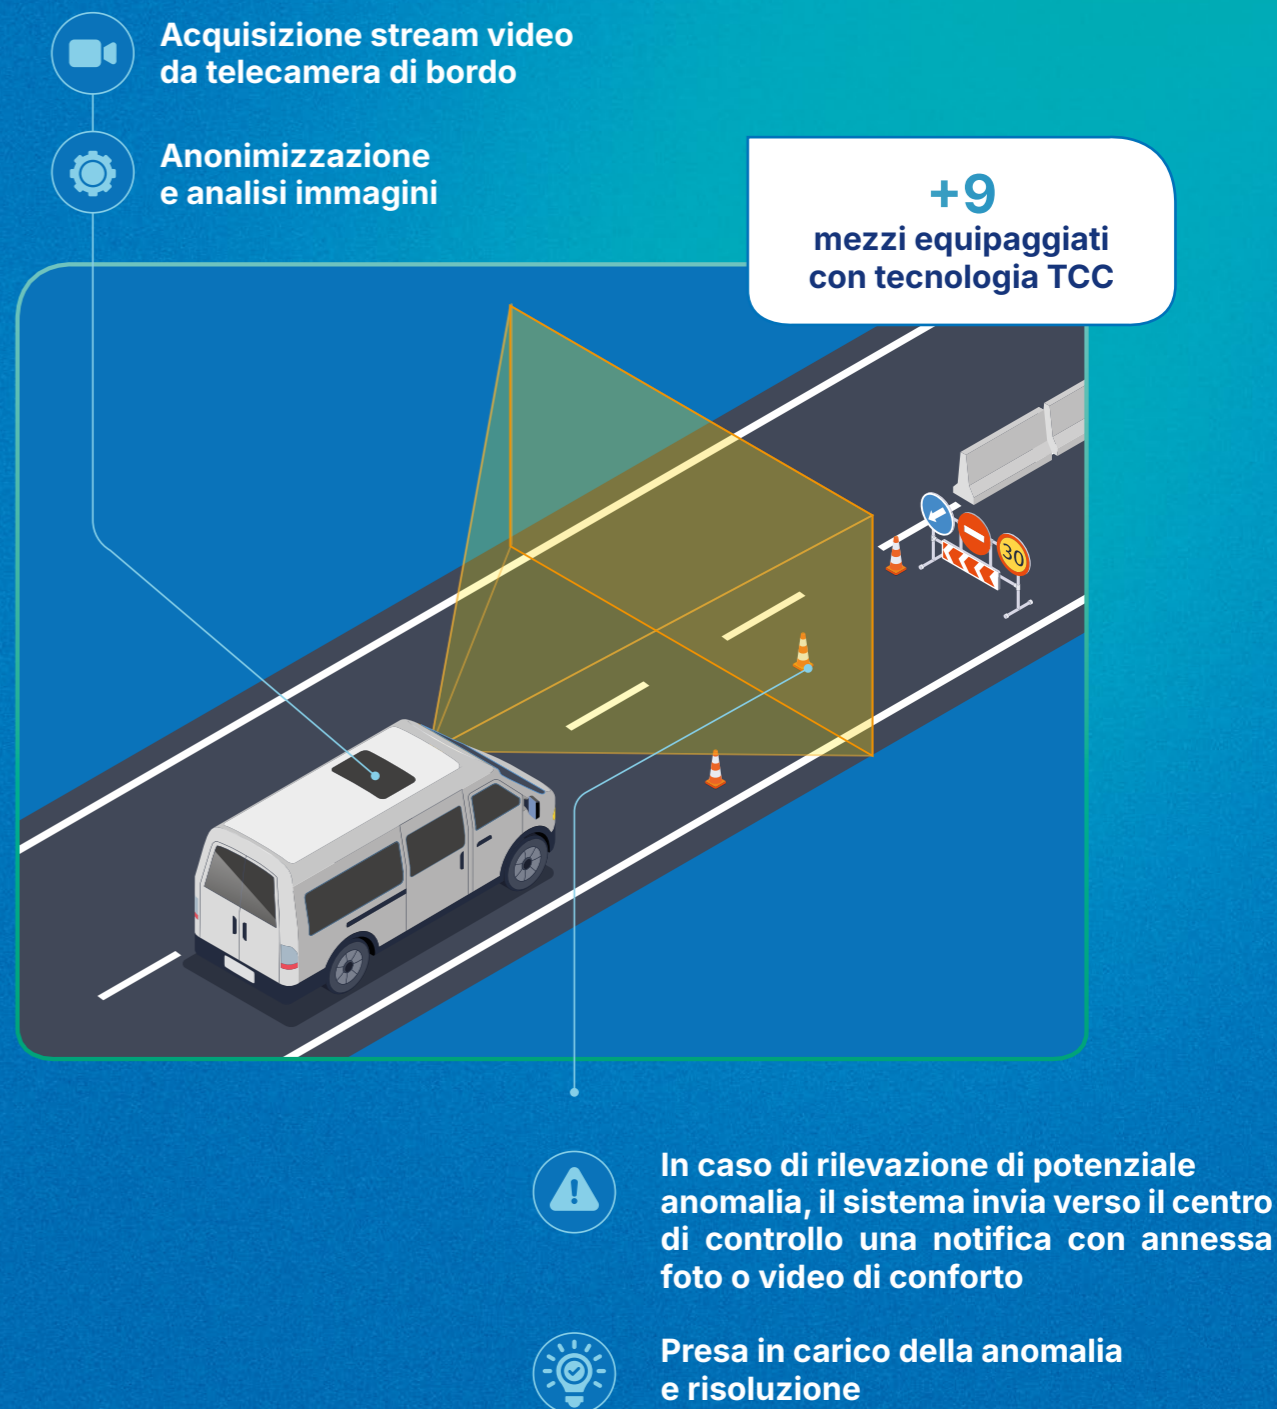 Acquisizione stream video
da telecamera di bordo
Anonimizzazione
e analisi immagini
+9
mezzi equipaggiati
con tecnologia TCC
30
In caso di rilevazione di potenziale
anomalia, il sistema invia verso il centro
di controllo una notifica con annessa
foto o video di conforto
Presa in carico della anomalia
e risoluzione